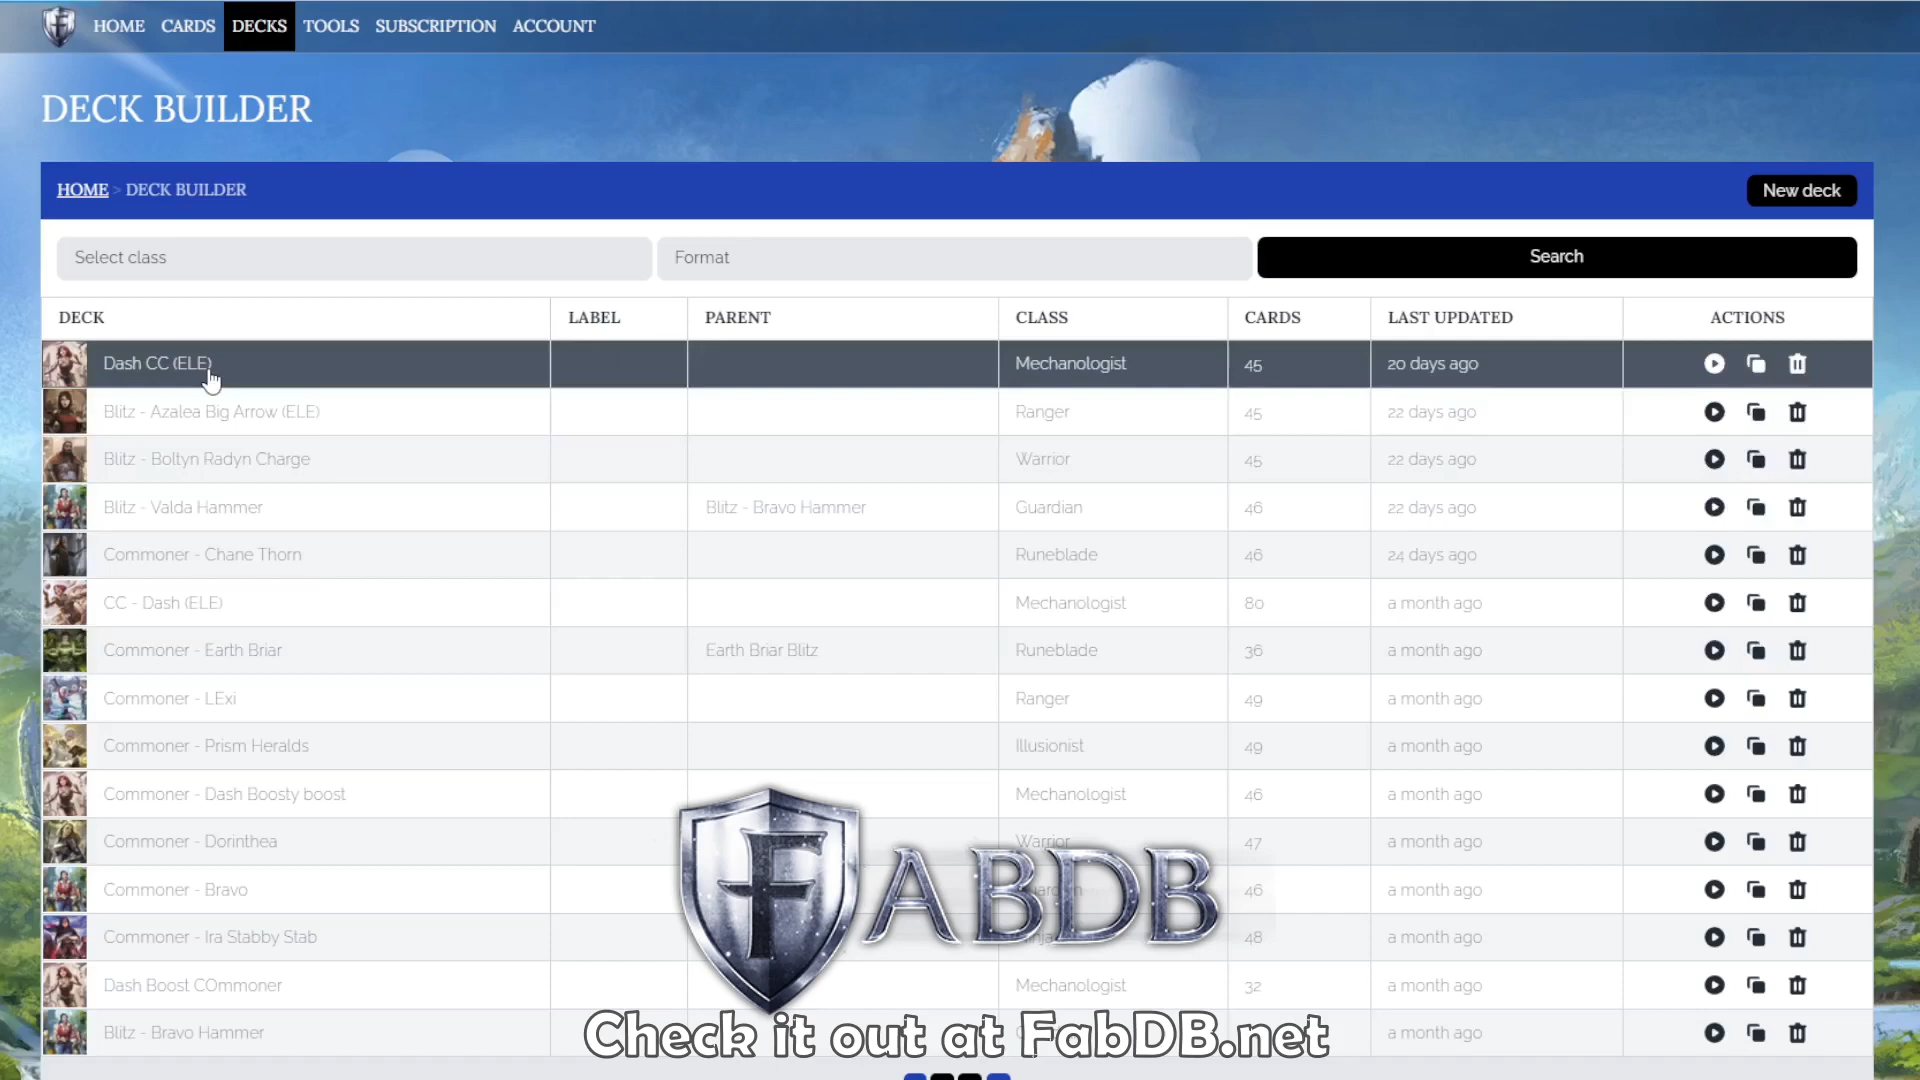 HOME CARDS DECKS TOOLS SUBSCRIPTION ACCOUNT
DECK BUILDER
HOME > DECK BUILDER New deck
Select class Format Search
DECK LABEL PARENT CLASS CARDS LAST UPDATED ACTIONS
Dash CC (ELE) Mechanologist 45 20 days ago
Blitz - Azalea Big Arrow (ELE) Ranger 45 22 days ago
Blitz - Boltyn Radyn Charge Warrior 45 22 days ago
Blitz - Valda Hammer Blitz - Bravo Hammer Guardian 46 22 days ago
Commoner - Chane Thorn Runeblade 46 24 days ago
CC - Dash (ELE) Mechanologist 80 a month ago
Commoner - Earth Briar Earth Briar Blitz Runeblade 36 a month ago
Commoner - LExi Ranger 49 a month ago
Commoner - Prism Heralds Illusionist 49 a month ago
Commoner - Dash Boosty boost Mechanologist 46 a month ago
Commoner - Dorinthea Warrior 47 a month ago
Commoner - Bravo 46 a month ago
FABDB
Commoner - Ira Stabby Stab 48 a month ago
Dash Boost COmmoner Mechanologist 32 a month ago
Blitz - Bravo Hammer a month ago
Check it out at FabDB.net